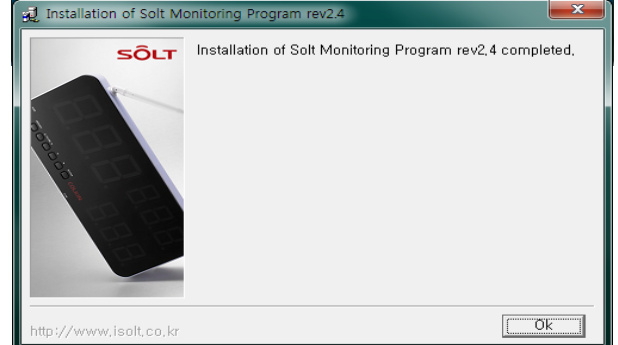 Installation of Solt Monitoring Program rev2.4
SÔLT
Installation of Solt Monitoring Program rev2.4 completed.
http://www.isolt.co.kr
Ok